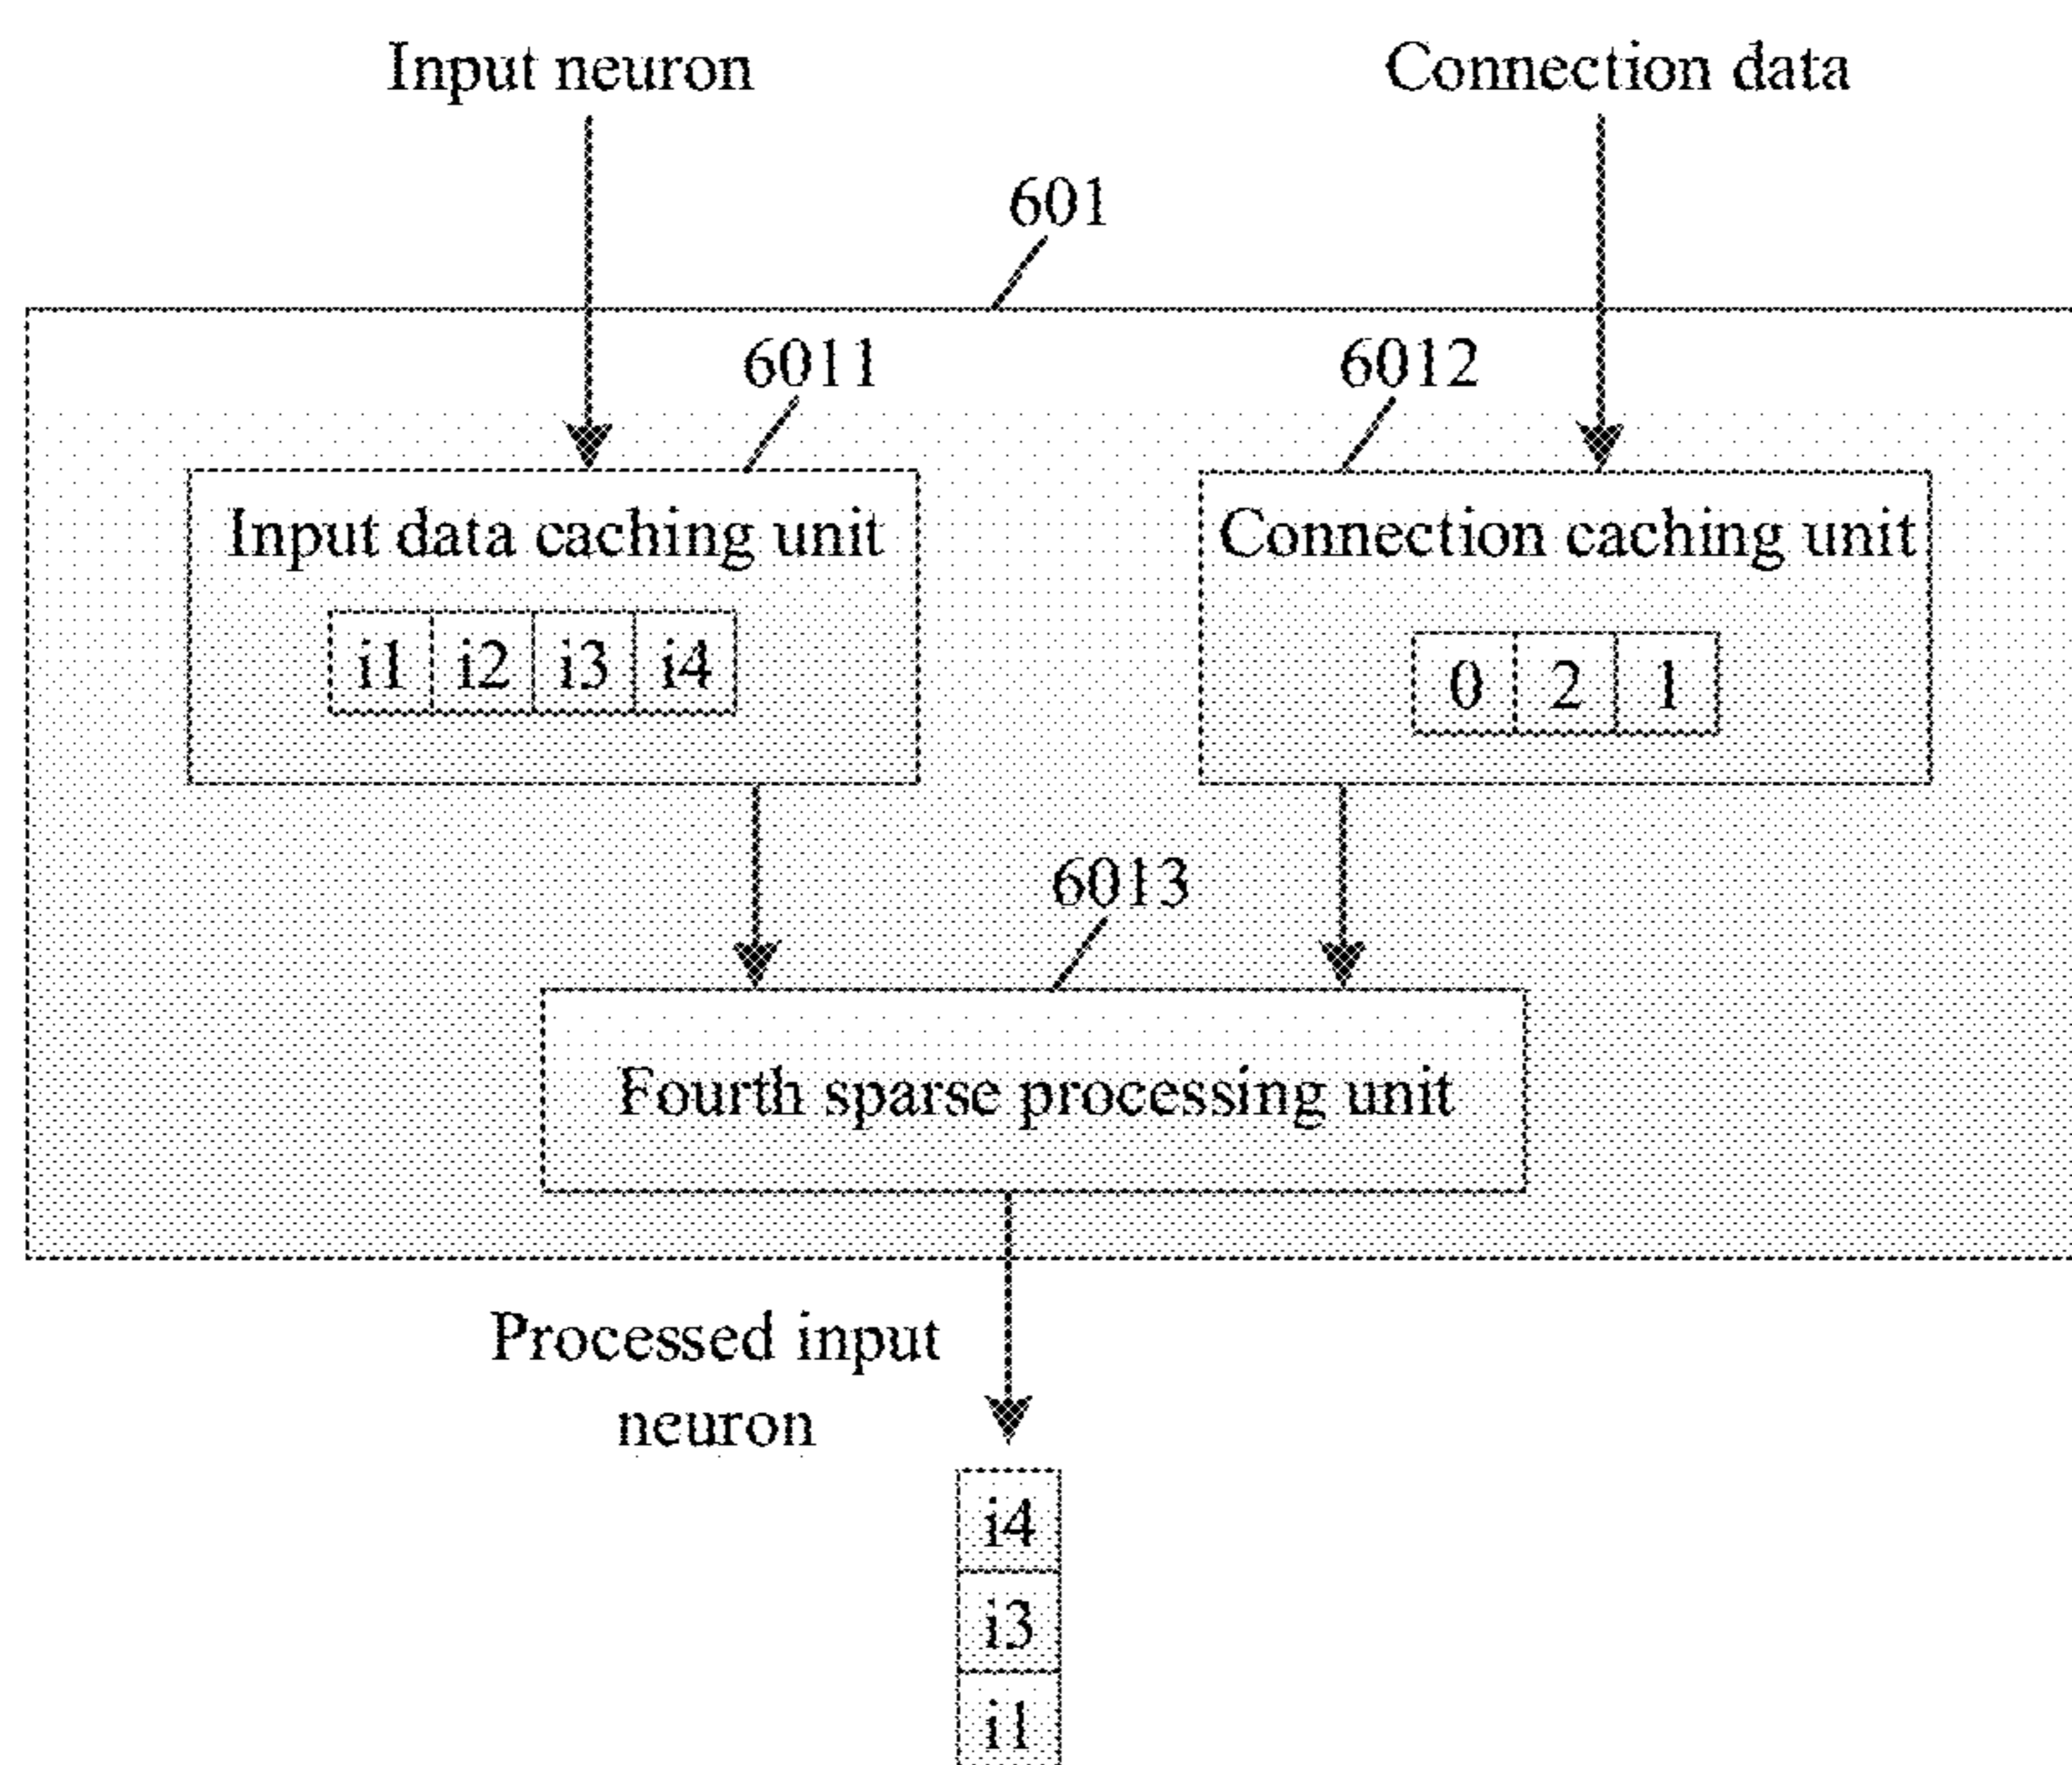 Input neuron
Connection data
601
6011
6012
Input data caching unit
i1 i2 i3 i4
Connection caching unit
0 2 1
6013
Fourth sparse processing unit
Processed input
neuron
i4
i3
i1